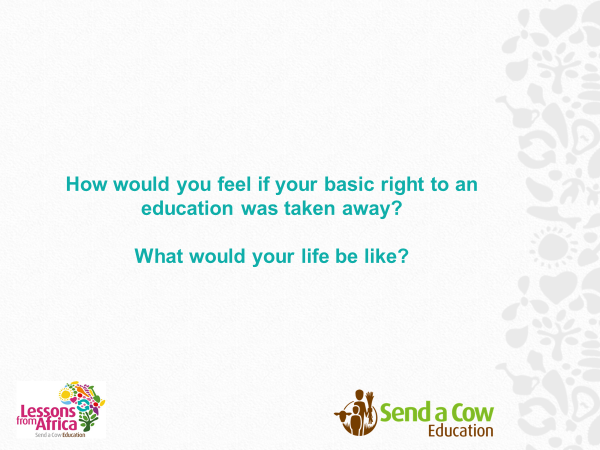 How would you feel if your basic right to an
education was taken away?
What would your life be like?
Lessons
from Africa
Send a Cow Education
Send a Cow
Education